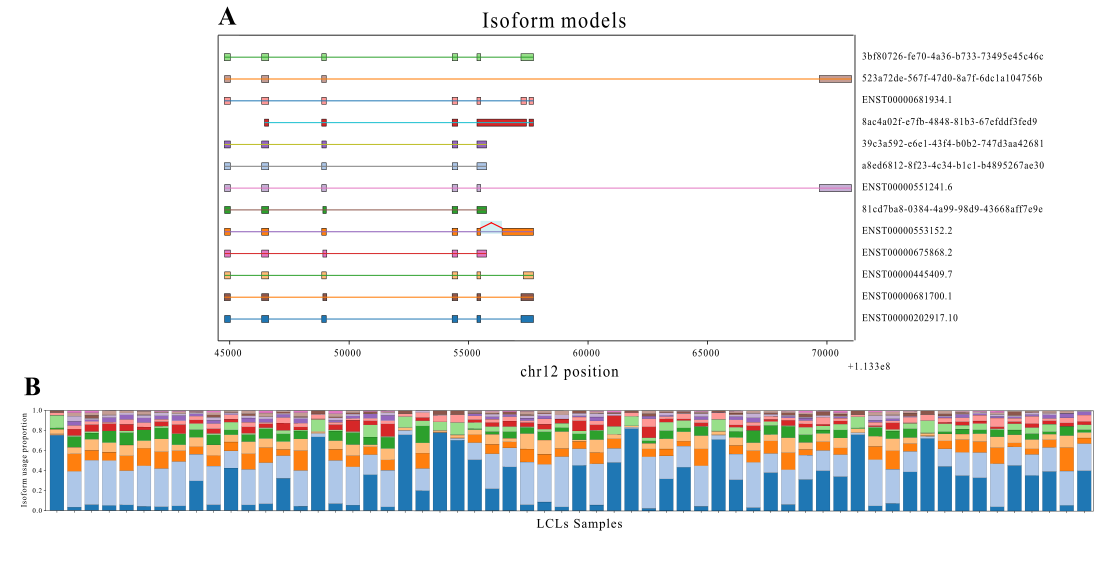 A
Isoform models
3bf80726-fe70-4a36-b733-73495e45c46c
523a72de-567f-47d0-8a7f-6dc1a104756b
ENST00000681934.1
8ac4a02f-e7fb-4848-81b3-67efddf3fed9
39c3a592-e6e1-43f4-b0b2-747d3aa42681
a8ed6812-8f23-4c34-b1c1-b4895267ae30
ENST00000551241.6
81cd7ba8-0384-4a99-98d9-43668aff7e9e
ENST00000553152.2
ENST00000675868.2
ENST00000445409.7
ENST00000681700.1
ENST00000202917.10
45000 50000 55000 60000 65000 70000
chr12 position
+1.133e8
B
Isoform usage proportion
1.0
0.8
0.6
0.4
0.2
0.0
LCLs Samples